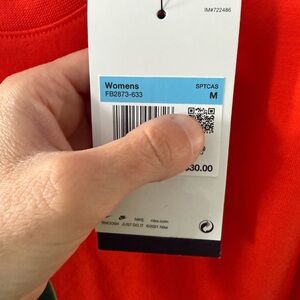 IM#722486
Womens
SPTCAS
FB2873-633
M
30.00
NIKE
nike.com
JUST DO IT